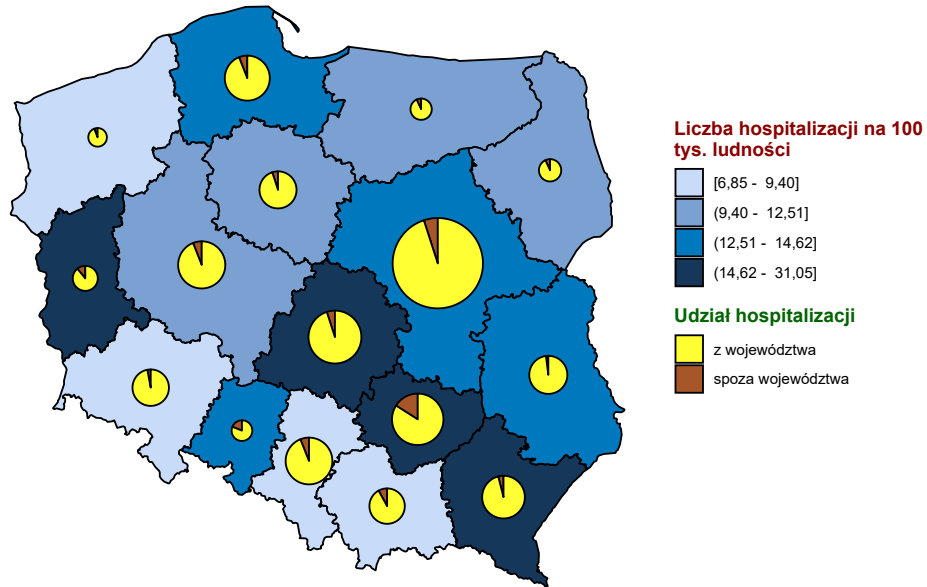 Liczba hospitalizacji na 100
tys. ludności
[6,85 - 9,40]
(9,40 - 12,51]
(12,51 - 14,62]
(14,62 - 31,05]
Udział hospitalizacji
z województwa
spoza województwa